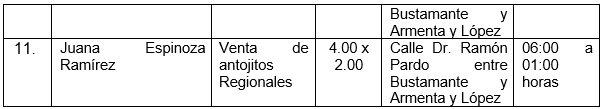 Bustamante y
Armenta y López
11. Juana Espinoza Venta de 4.00 x Calle Dr. Ramón 06:00 a
Ramírez antojitos 2.00 Pardo entre 01:00
Regionales Bustamante y horas
Armenta y López